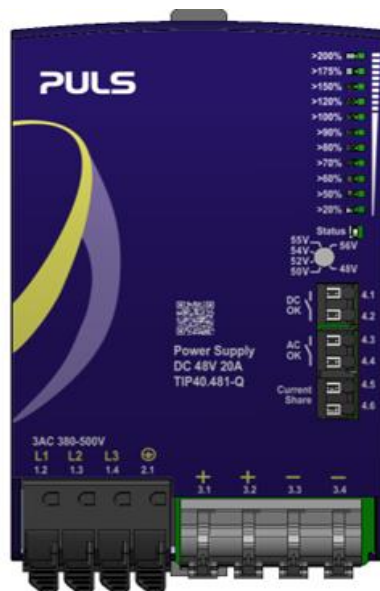 PULS
>200%
>175%
>150%
>120%
>100%
>90%
>80%
>70%
>60%
>50%
>20%
Status
55V 56V
54V
52V
50V 48V
DC OK 4.1
4.2
AC OK 4.3
4.4
Current Share 4.5
4.6
Power Supply
DC 48V 20A
TIP40.481-Q
3AC 380-500V
L1 L2 L3
1.2 1.3 1.4 2.1
+ + − −
3.1 3.2 3.3 3.4